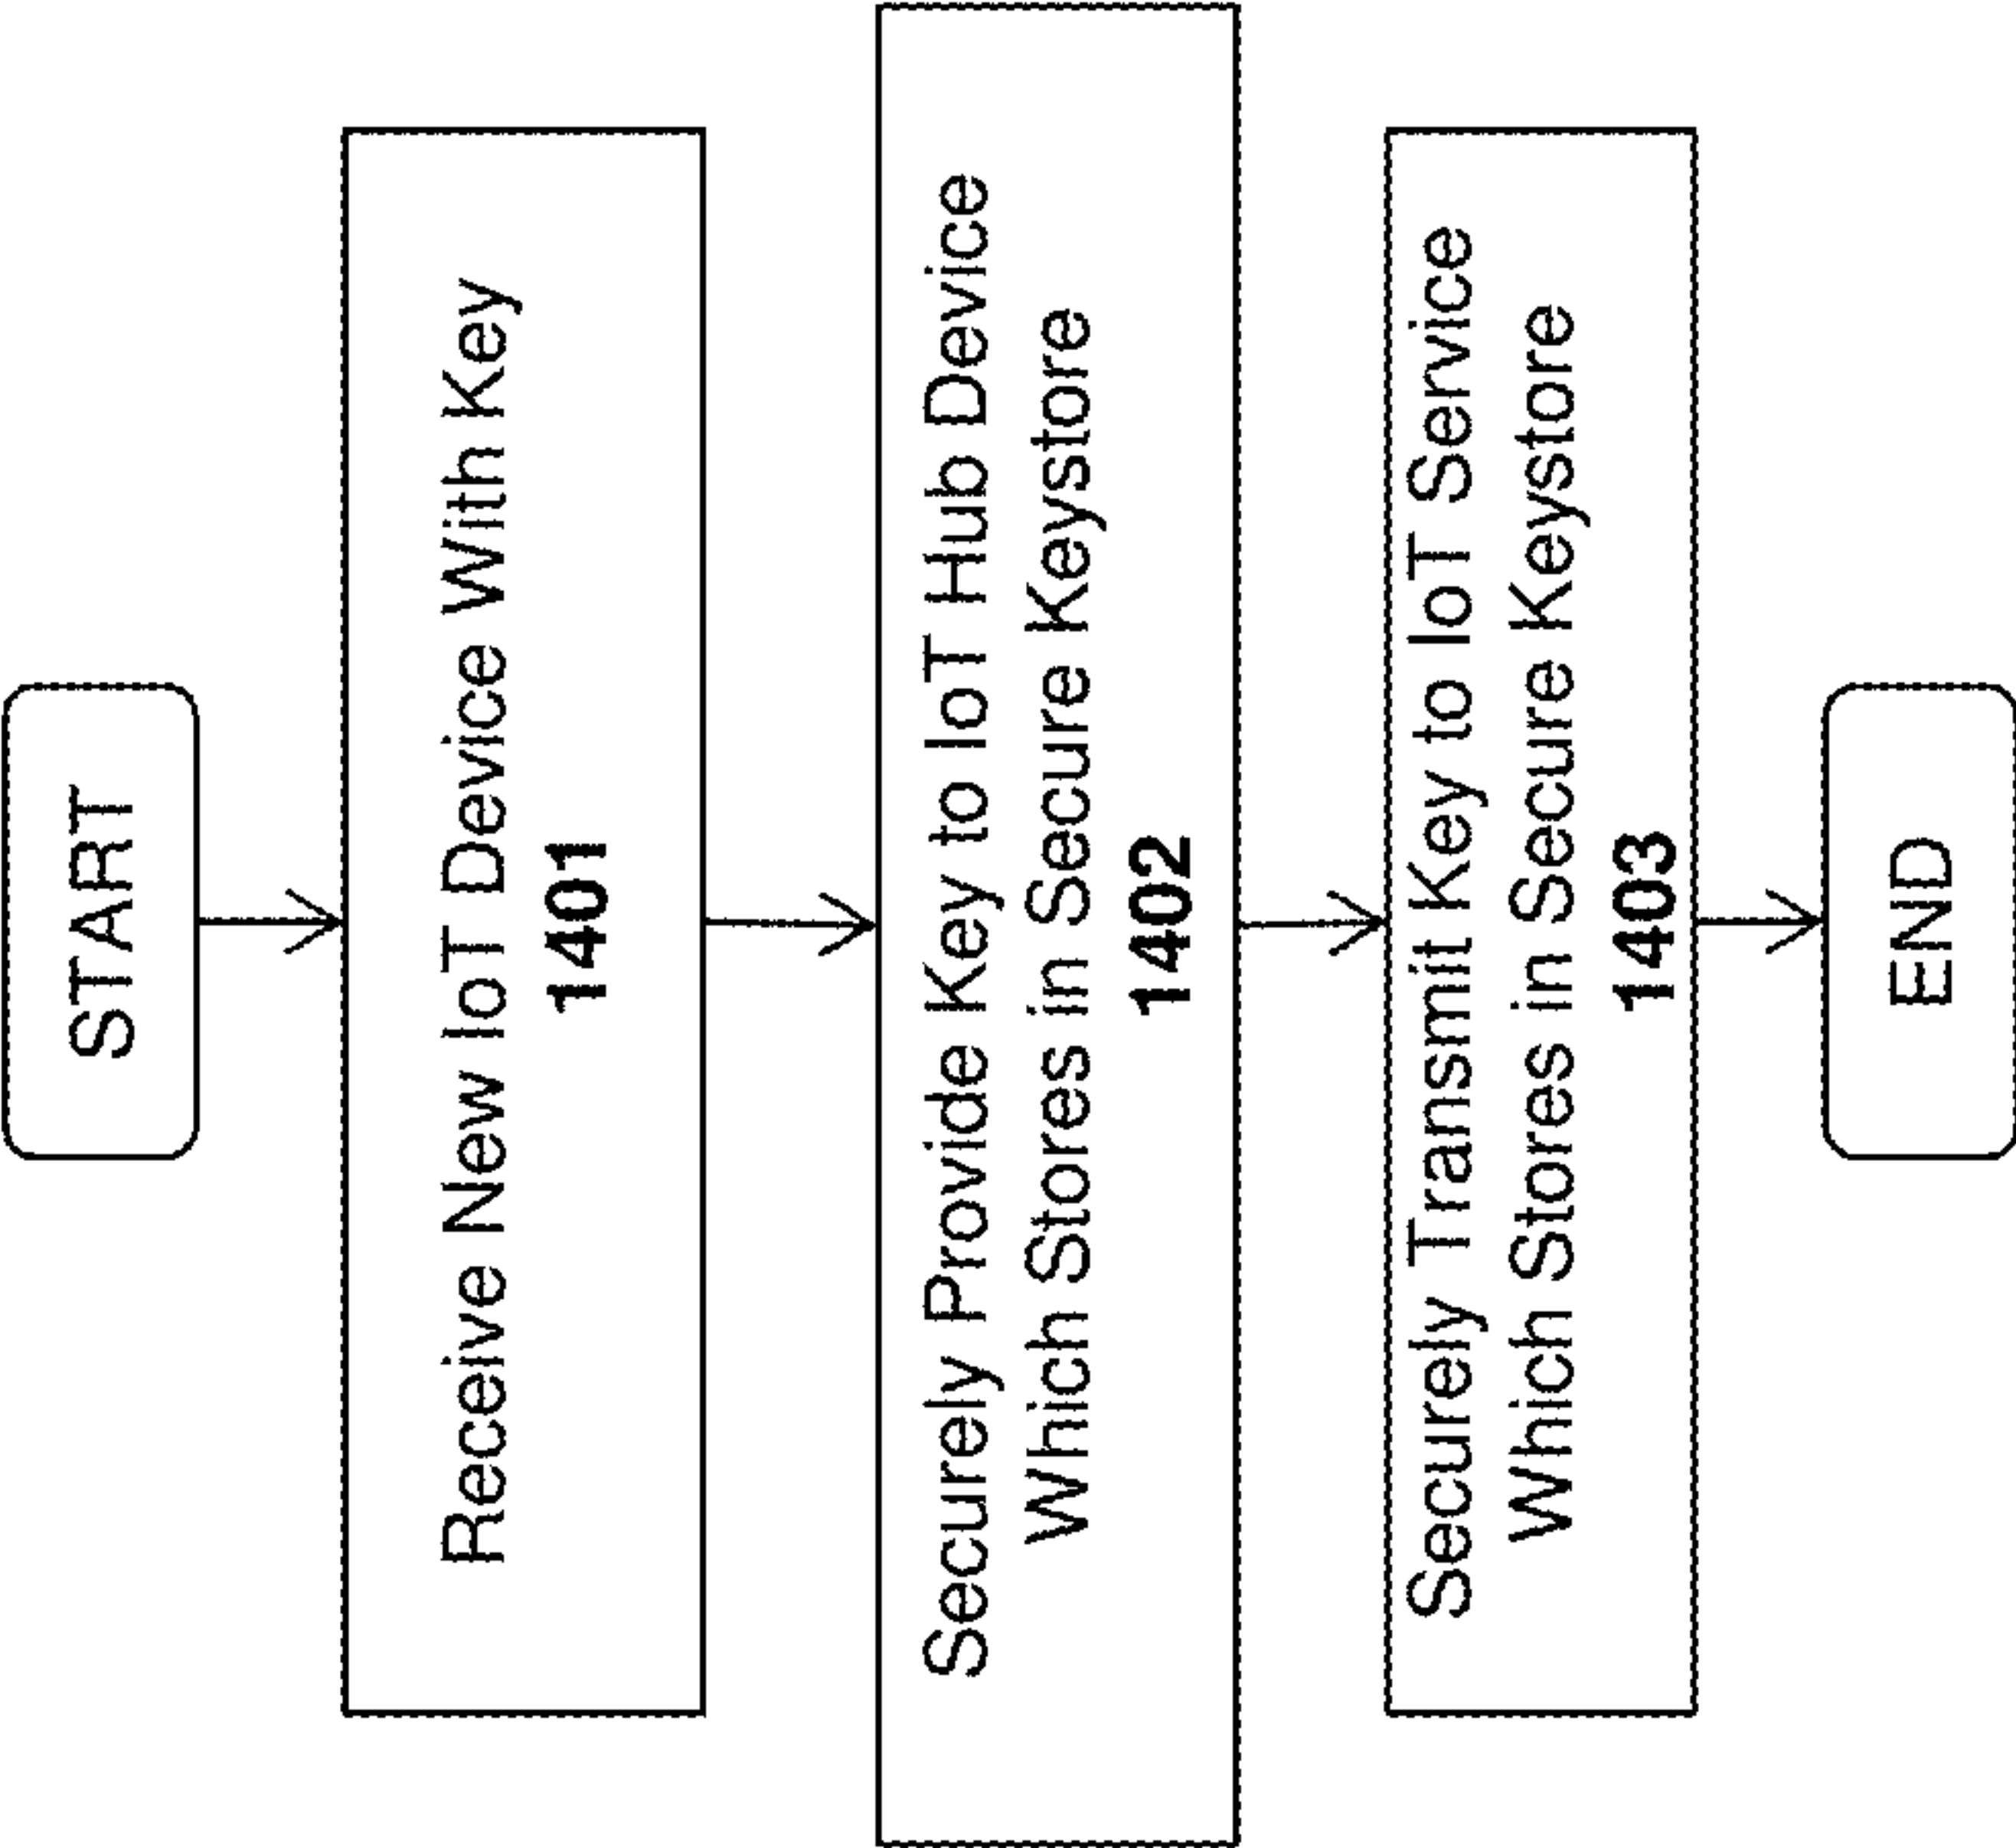 START
Receive New IoT Device With Key
1401
Securely Provide Key to IoT Hub Device
Which Stores in Secure Keystore
1402
Securely Transmit Key to IoT Service
Which Stores in Secure Keystore
1403
END